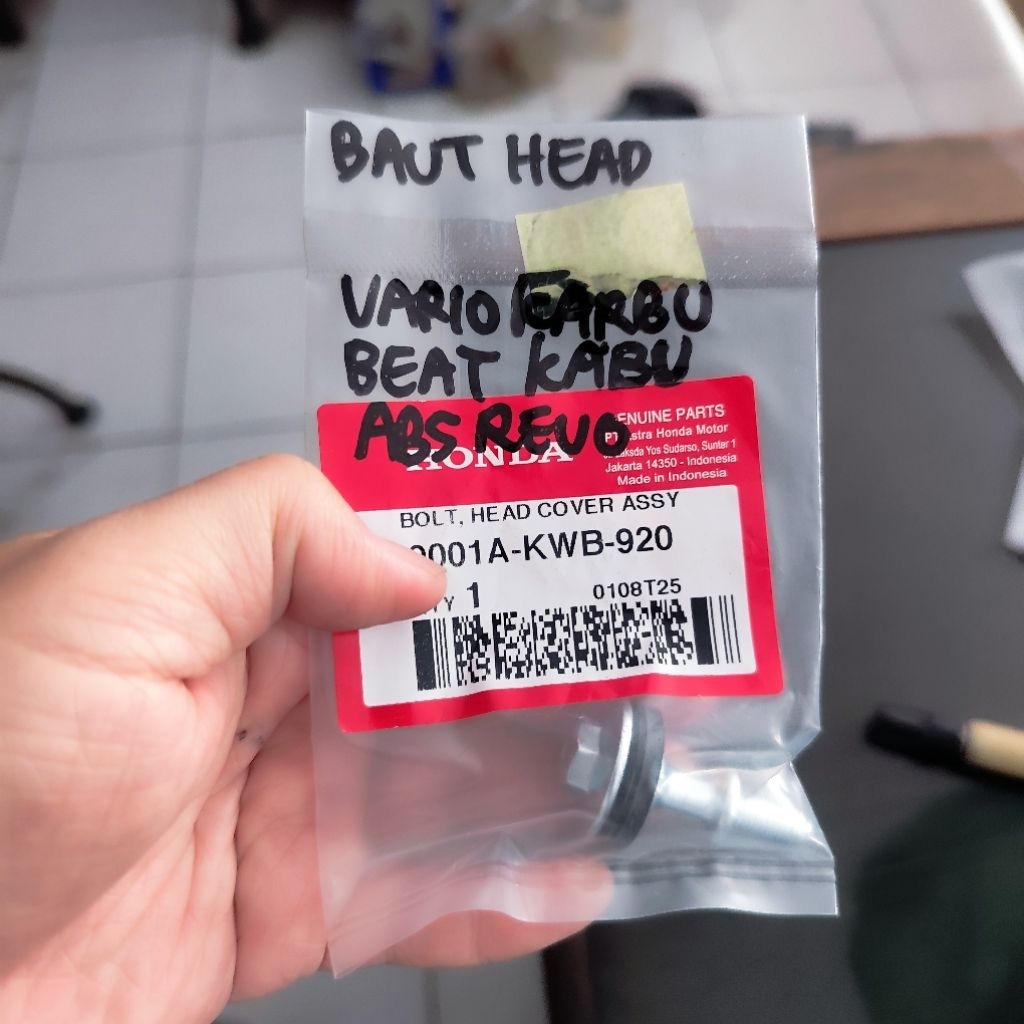 BAUT HEAD
VARIO KARBU
BEAT KABU
ABS REVO
HONDA
GENUINE PARTS
PT Astra Honda Motor
Yos Sudarso, Sunter 1
Jakarta 14350 - Indonesia
Made in Indonesia
BOLT, HEAD COVER ASSY
0001A-KWB-920
1 0108T25